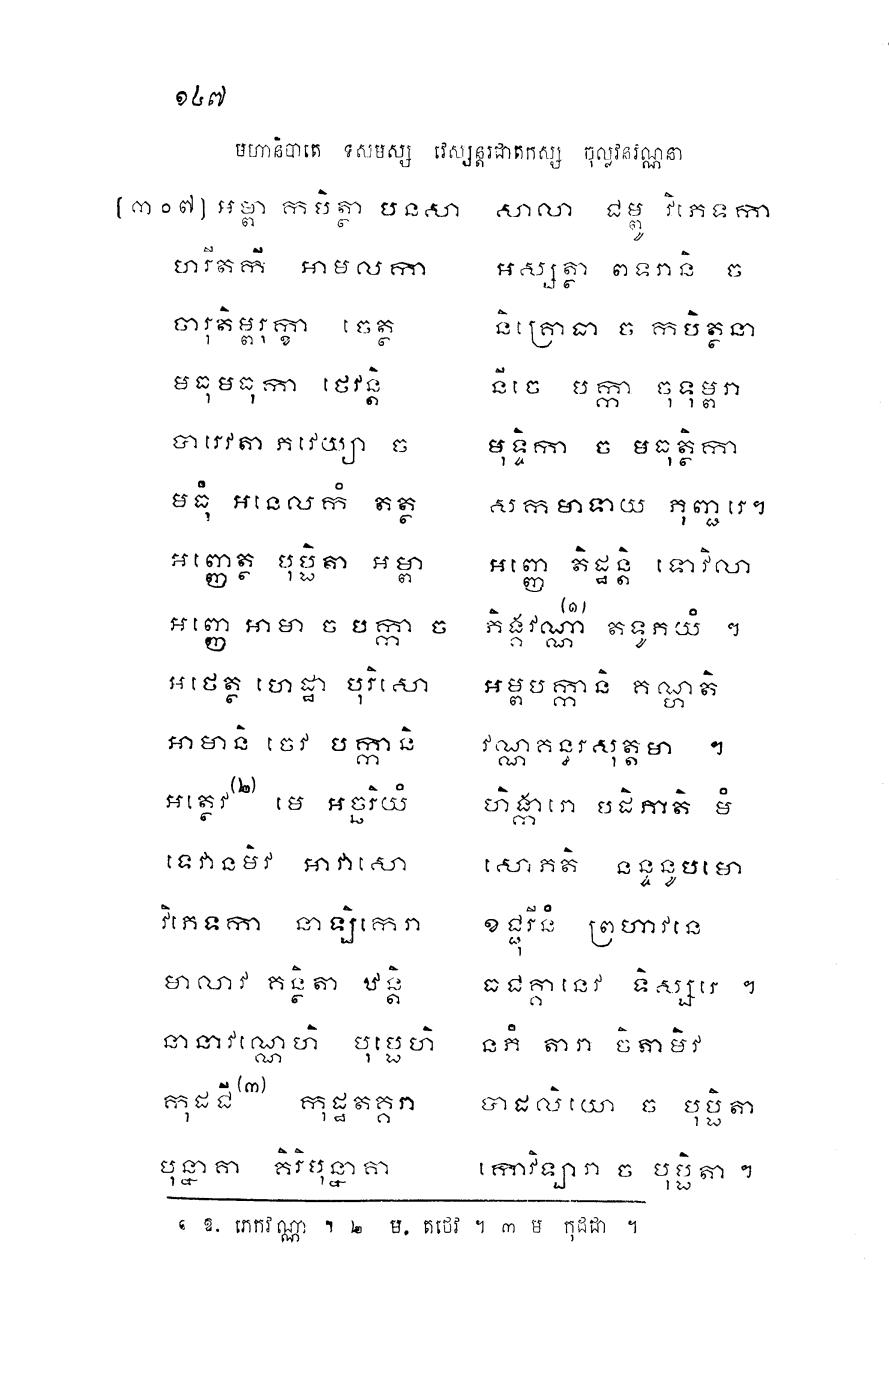 ១៤៧
មហានិបាតេ ទសមស្ស វេស្សន្តរជាតកស្ស ចុល្លវនវណ្ណនា
[៣០៧] អម្ពា កបិត្ថា បនសា សាលា ជម្ពូ វិភេទកា
ហរីតកី អាមលកា អស្សត្ថា ពទរានិ ច
ចារុតិម្ពរុក្ខា ចេត្ថ និគ្រោធា ច កបិត្ថនា
មធុមធុកា ថេវន្តិ នីចេ បក្កា ចុទុម្ពរា
បារេវតា ភវេយ្យា ច មុទ្ទិកា ច មធុត្ថិកា
មធុំ អនេលកំ តត្ថ សកមាទាយ ភុញ្ជរេ។
អញ្ញេត្ថ បុប្ផិតា អម្ពា អញ្ញេ តិដ្ឋន្តិ ទោវិលា
អញ្ញេ អាមា ច បក្កា ច ភិង្គវណ្ណា (១) តទូភយំ ។
អថេត្ថ ហេដ្ឋា បុរិសោ អម្ពបក្កានិ គណ្ហតិ
អាមានិ ចេវ បក្កានិ វណ្ណគន្ធរសុត្តមា ។
អត្ថេវ (២) មេ អច្ឆរិយំ ហិង្ការោ បដិភាតិ មំ
ទេវានមិវ អាវាសោ សោភតិ នន្ទនូបមោ
វិភេទកា នាឡិកេរា ខជ្ជុរីនំ ព្រហាវនេ
មាលាវ គន្ថិតា ឋន្តិ ធជគ្គានេវ ទិស្សរេ ។
នានាវណ្ណេហិ បុប្ផេហិ នភំ តារា ចិតាមិវ
កុដជី (៣) កុដ្ឋតគ្គរា បាដលិយោ ច បុប្ផិតា
បុន្នាគា គិរិបុន្នាគា កោវិឡ្បារា ច បុប្ផិតា ។
១ ឱ. ភេកវណ្ណា ។ ២ ម. តថេវ ។ ៣ ម កុដជា ។